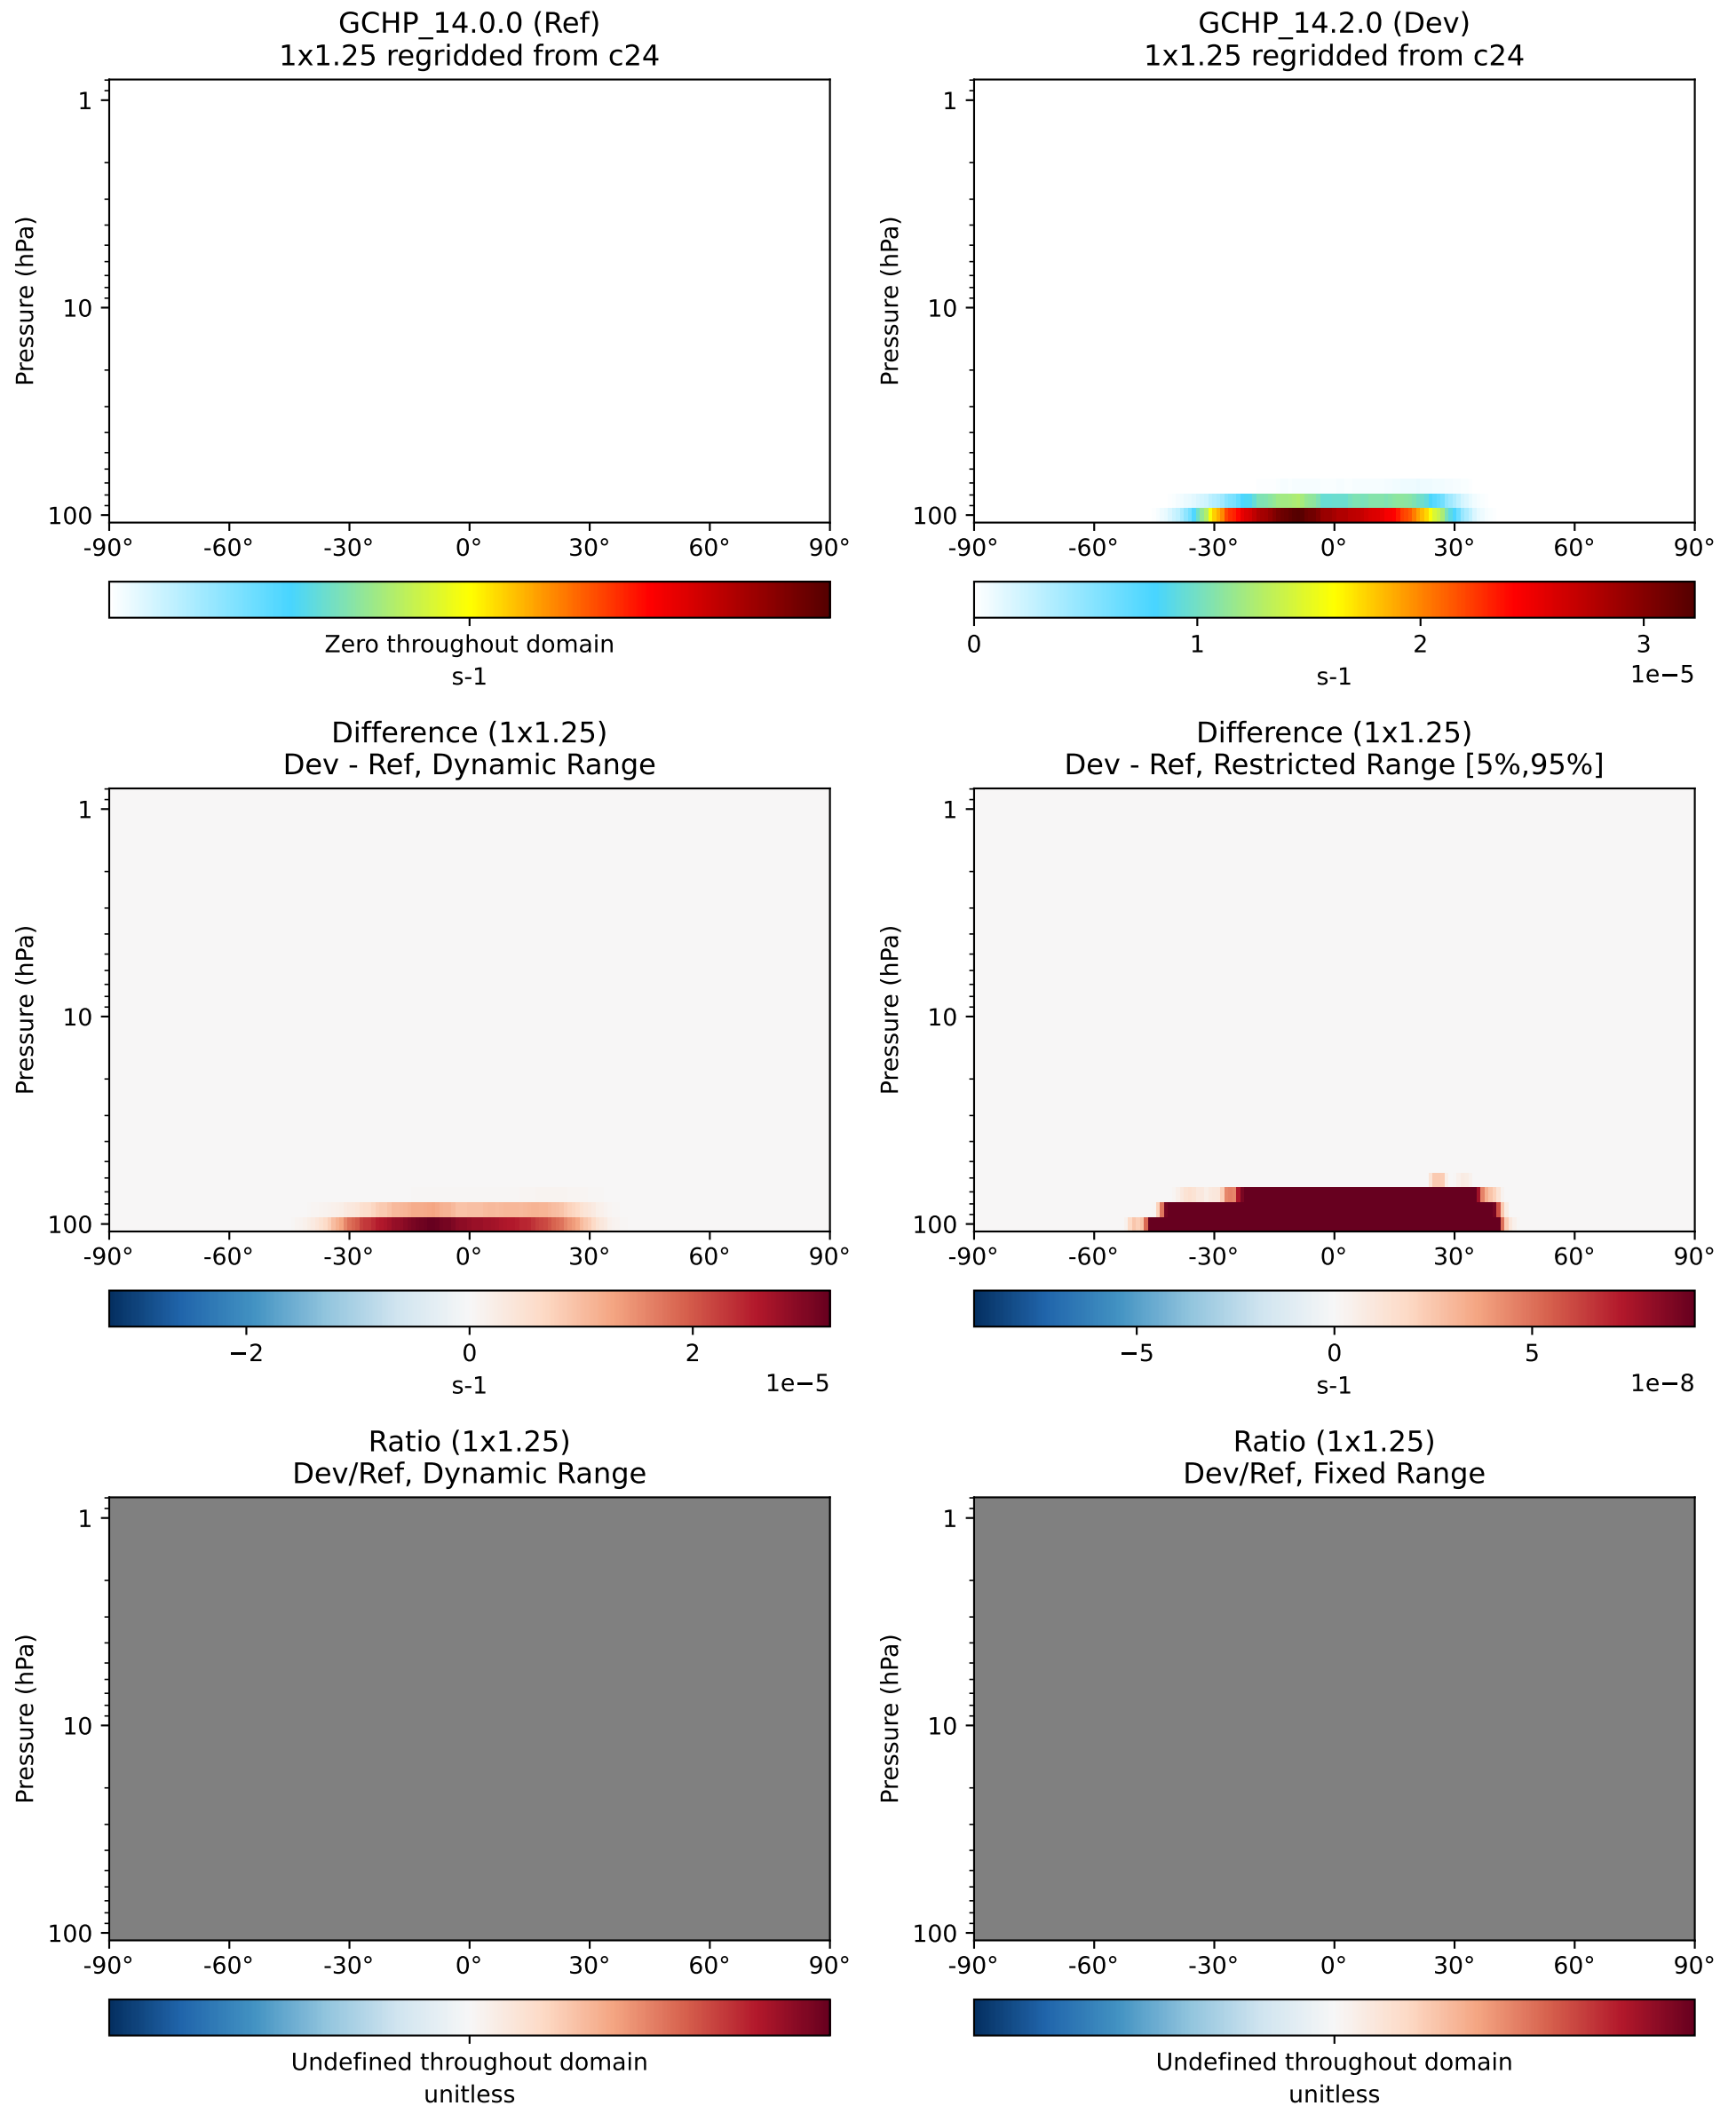 GCHP_14.0.0 (Ref)
1x1.25 regridded from c24
Pressure (hPa)
1
10
100
-90° -60° -30° 0° 30° 60° 90°
Zero throughout domain
s-1
GCHP_14.2.0 (Dev)
1x1.25 regridded from c24
Pressure (hPa)
1
10
100
-90° -60° -30° 0° 30° 60° 90°
0 1 2 3
s-1
1e−5
Difference (1x1.25)
Dev - Ref, Dynamic Range
Pressure (hPa)
1
10
100
-90° -60° -30° 0° 30° 60° 90°
−2 0 2
s-1
1e−5
Difference (1x1.25)
Dev - Ref, Restricted Range [5%,95%]
Pressure (hPa)
1
10
100
-90° -60° -30° 0° 30° 60° 90°
−5 0 5
s-1
1e−8
Ratio (1x1.25)
Dev/Ref, Dynamic Range
Pressure (hPa)
1
10
100
-90° -60° -30° 0° 30° 60° 90°
Undefined throughout domain
unitless
Ratio (1x1.25)
Dev/Ref, Fixed Range
Pressure (hPa)
1
10
100
-90° -60° -30° 0° 30° 60° 90°
Undefined throughout domain
unitless